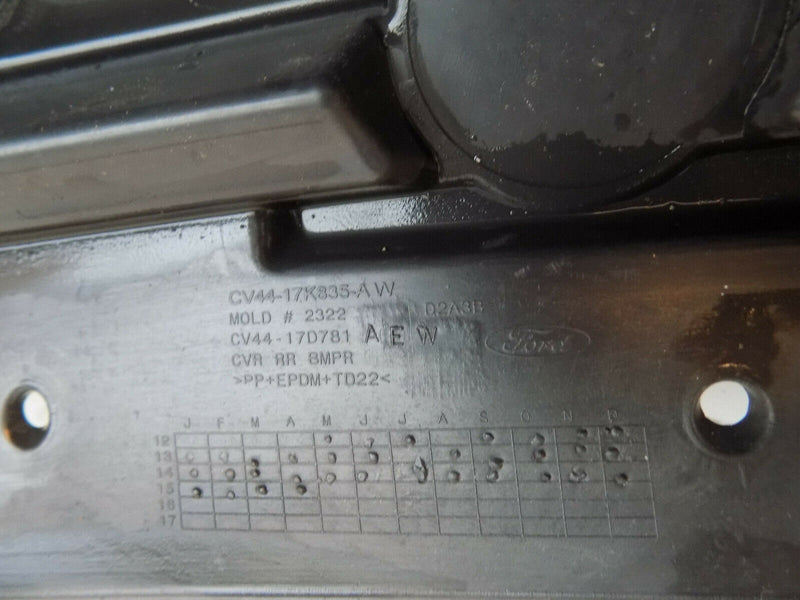 CV44-17K835-AW
MOLD # 2322 D2A3B
CV44-17D781 AEW
Ford
CVR RR BMPR
>PP+EPDM+TD22<
J F M A M J J A S O N D
12
13
14
15
16
17